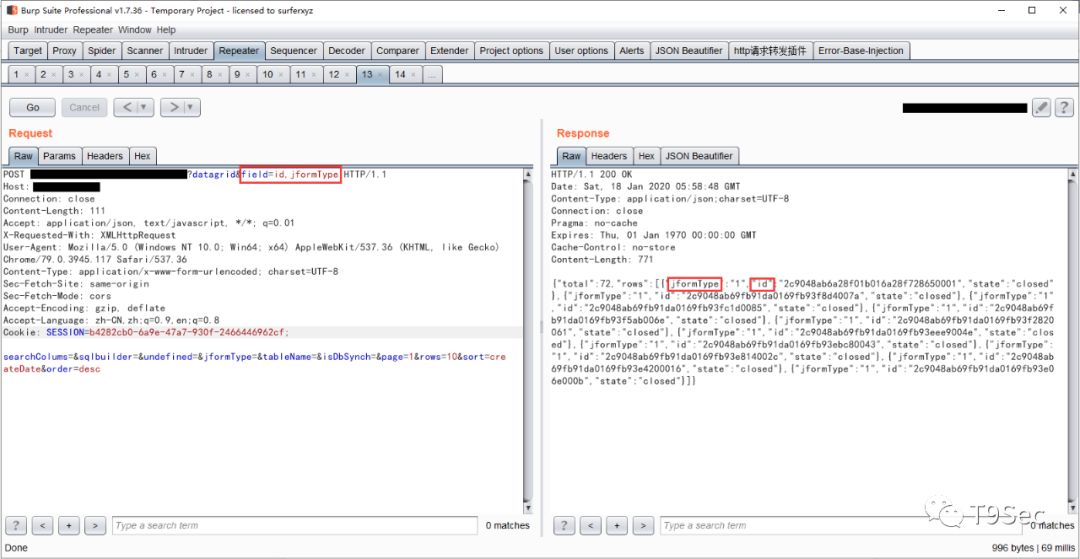 Burp Suite Professional v1.7.36 - Temporary Project - licensed to surferxyz
Burp Intruder Repeater Window Help
Target Proxy Spider Scanner Intruder Repeater Sequencer Decoder Comparer Extender Project options User options Alerts JSON Beautifier http请求转发插件 Error-Base-Injection
1 × 2 × 3 × 4 × 5 × 6 × 7 × 8 × 9 × 10 × 11 × 12 × 13 × 14 × ...
Go Cancel < ▼ > ▼ ?
Request
Raw Params Headers Hex
POST ?datagrid&field=id,jformType HTTP/1.1
Host:
Connection: close
Content-Length: 111
Accept: application/json, text/javascript, */*; q=0.01
X-Requested-With: XMLHttpRequest
User-Agent: Mozilla/5.0 (Windows NT 10.0; Win64; x64) AppleWebKit/537.36 (KHTML, like Gecko)
Chrome/79.0.3945.117 Safari/537.36
Content-Type: application/x-www-form-urlencoded; charset=UTF-8
Sec-Fetch-Site: same-origin
Sec-Fetch-Mode: cors
Accept-Encoding: gzip, deflate
Accept-Language: zh-CN,zh;q=0.9,en;q=0.8
Cookie: SESSION=b4282cb0-6a9e-47a7-930f-2466446962cf;
searchColums=&sqlbuilder=&undefined=&jformType=&tableName=&isDbSynch=&page=1&rows=10&sort=cre
ateDate&order=desc
? < + > Type a search term 0 matches
Response
Raw Headers Hex JSON Beautifier
HTTP/1.1 200 OK
Date: Sat, 18 Jan 2020 05:58:48 GMT
Content-Type: application/json;charset=UTF-8
Connection: close
Pragma: no-cache
Expires: Thu, 01 Jan 1970 00:00:00 GMT
Cache-Control: no-store
Content-Length: 771
{"total":72,"rows":[{"jformType":"1","id":"2c9048ab6a28f01b016a28f728650001","state":"closed"
},{"jformType":"1","id":"2c9048ab69fb91da0169fb93f8d4007a","state":"closed"},{"jformType":"1"
,"id":"2c9048ab69fb91da0169fb93fc1d0085","state":"closed"},{"jformType":"1","id":"2c9048ab69f
b91da0169fb93f5ab006e","state":"closed"},{"jformType":"1","id":"2c9048ab69fb91da0169fb93f2820
061","state":"closed"},{"jformType":"1","id":"2c9048ab69fb91da0169fb93eee9004e","state":"clos
ed"},{"jformType":"1","id":"2c9048ab69fb91da0169fb93ebc80043","state":"closed"},{"jformType":
"1","id":"2c9048ab69fb91da0169fb93e814002c","state":"closed"},{"jformType":"1","id":"2c9048ab
69fb91da0169fb93e4200016","state":"closed"},{"jformType":"1","id":"2c9048ab69fb91da0169fb93e0
6e000b","state":"closed"}]}
? < + > Type a search term 0 matches
T9Sec
Done 996 bytes | 69 millis